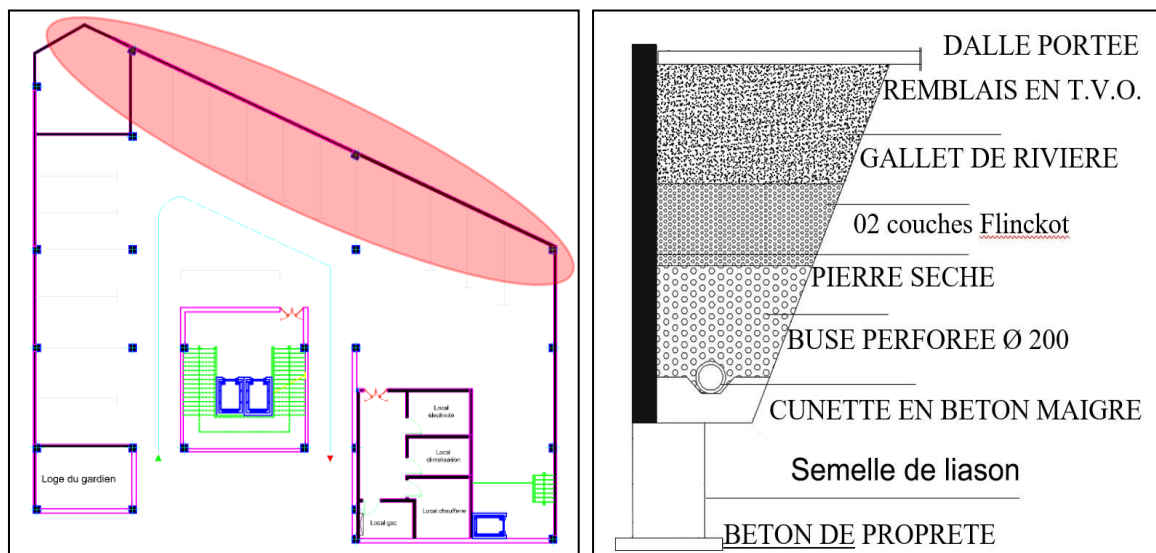 Loge du gardien
Local
électricité
Local
climatisation
Local chaufferie
Local gac
DALLE PORTEE
REMBLAIS EN T.V.O.
GALLET DE RIVIERE
02 couches Flinckot
PIERRE SECHE
BUSE PERFOREE Ø 200
CUNETTE EN BETON MAIGRE
Semelle de liason
BETON DE PROPRETE